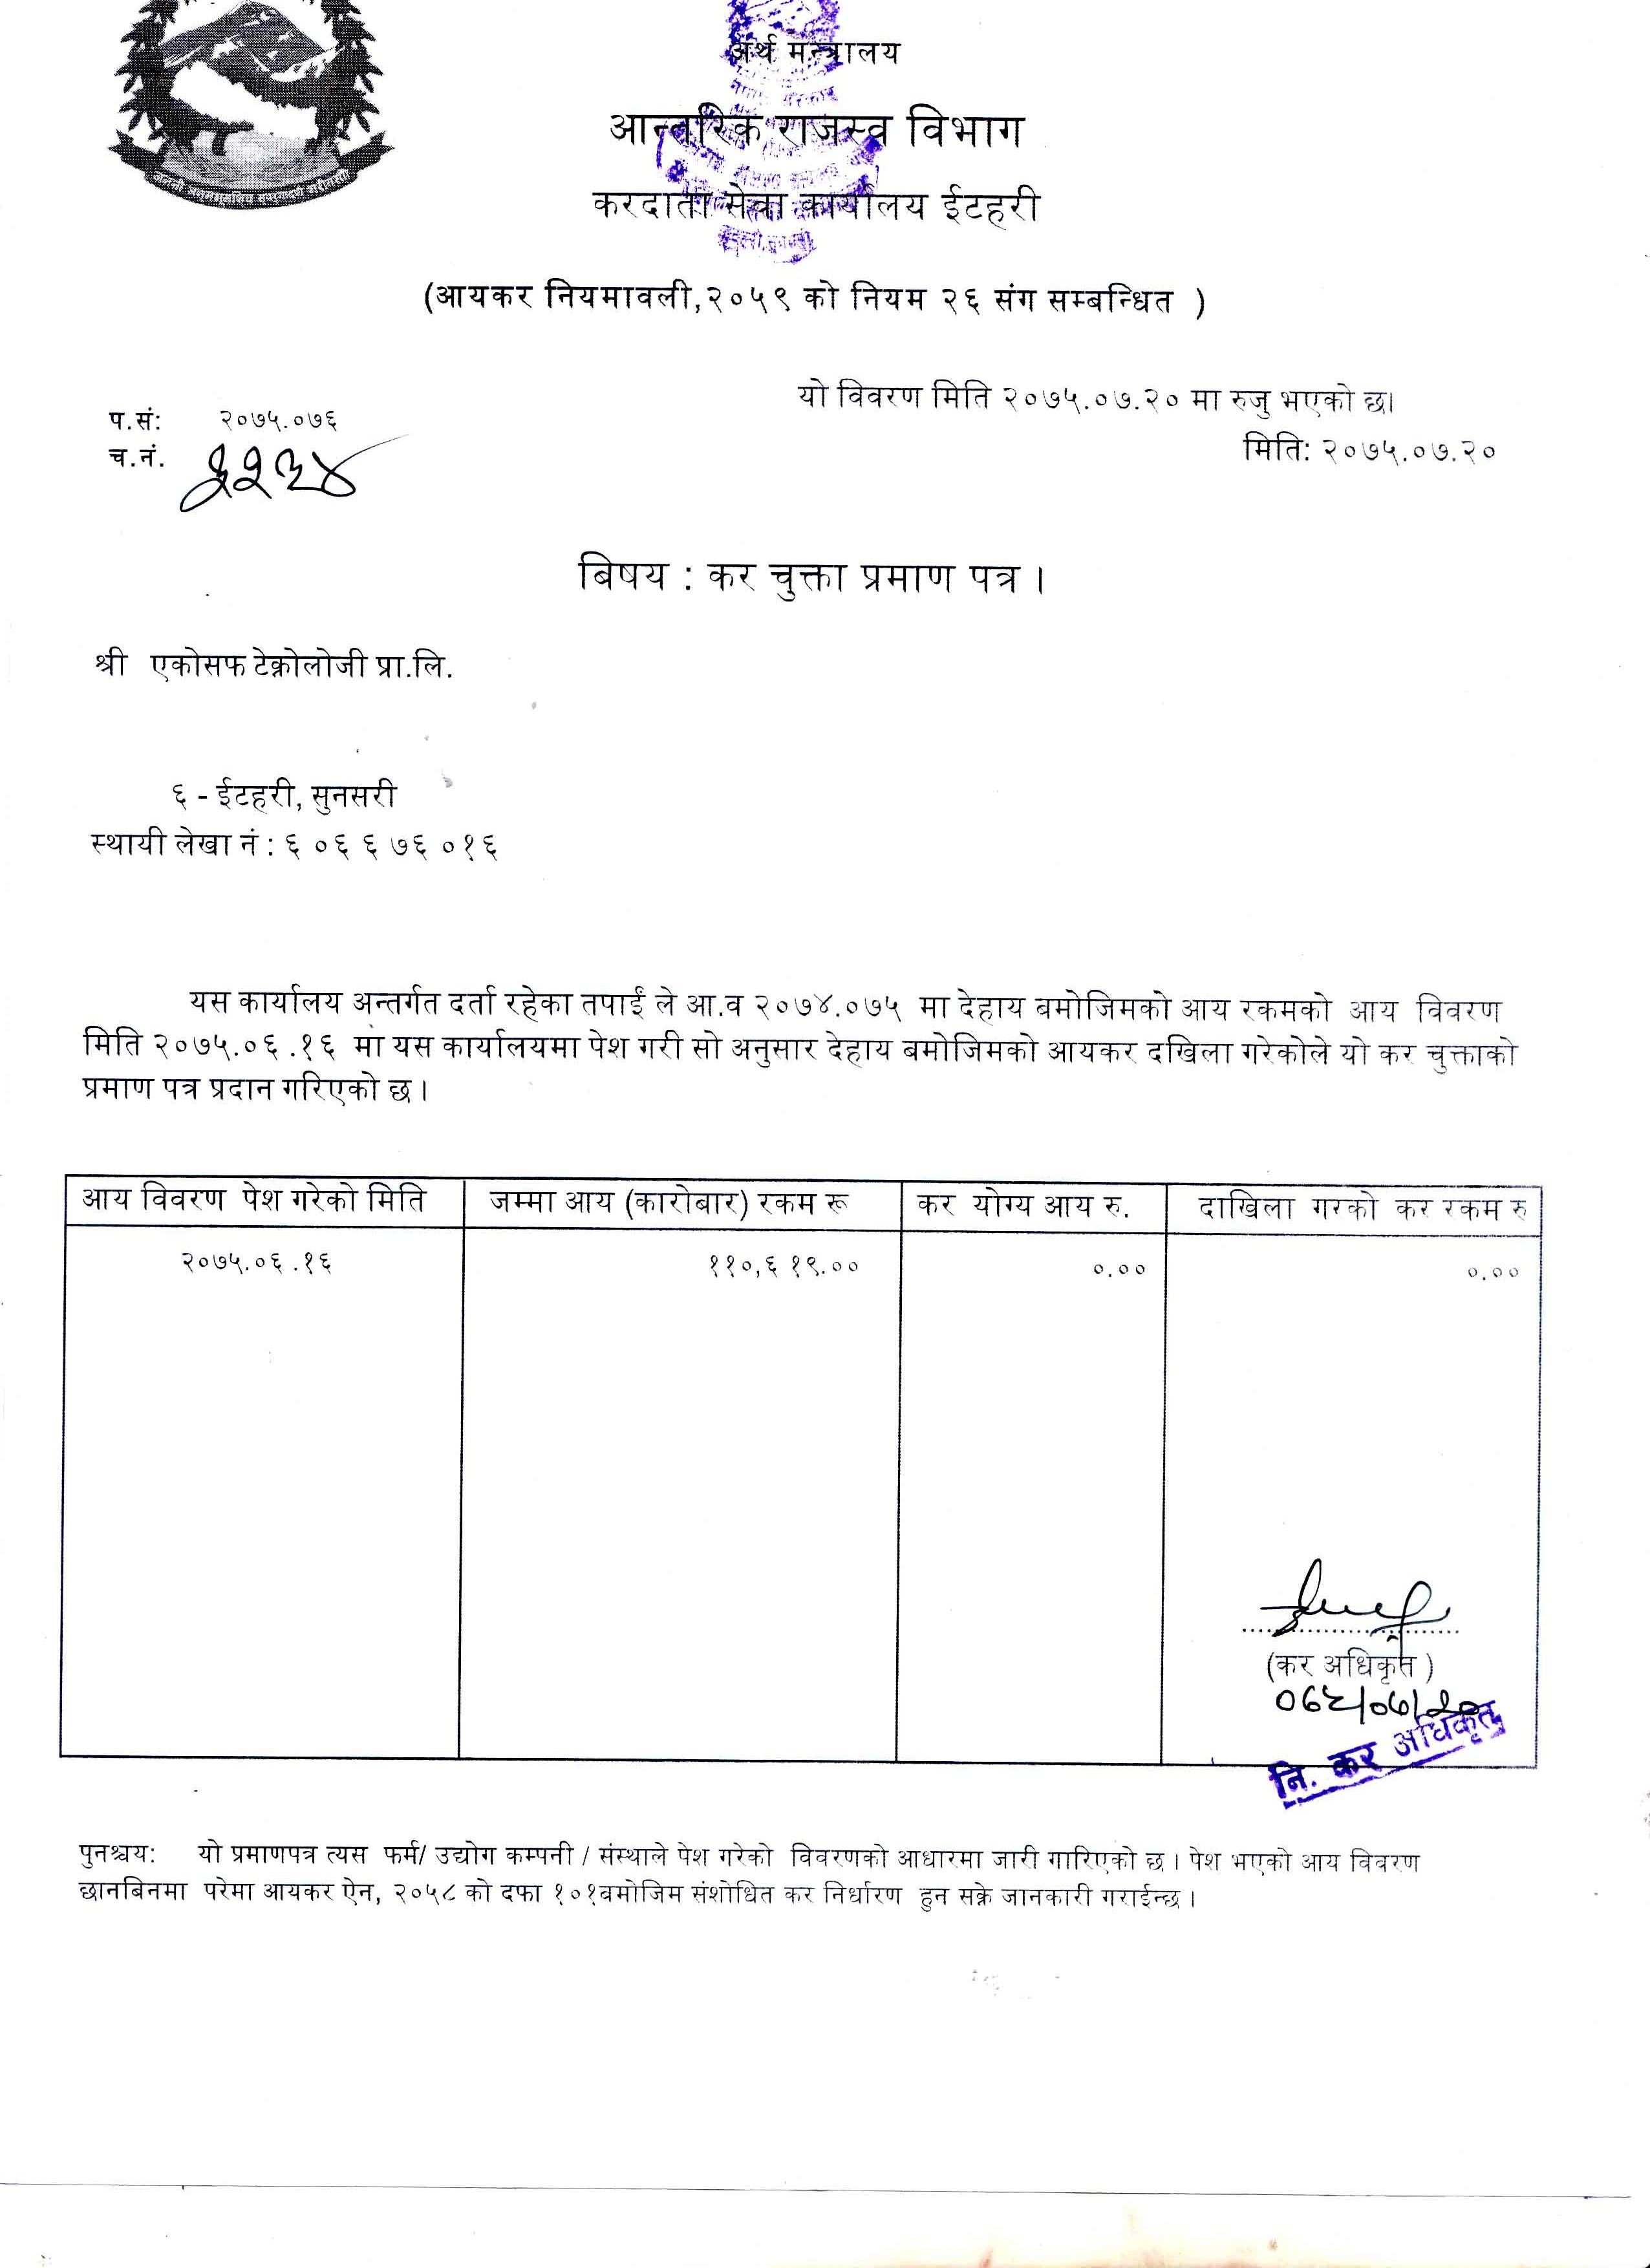 अर्थ मन्त्रालय
आन्तरिक राजस्व विभाग
करदाता सेवा कार्यालय ईटहरी
(आयकर नियमावली,२०५९ को नियम २६ संग सम्बन्धित )
यो विवरण मिति २०७५.०७.२० मा रुजु भएको छ।
प.सं: २०७५.०७६
च.नं.
मिति: २०७५.०७.२०
बिषय : कर चुक्ता प्रमाण पत्र ।
श्री एकोसफ टेक्नोलोजी प्रा.लि.
६ - ईटहरी, सुनसरी
स्थायी लेखा नं : ६ ०६ ६ ७६ ०१६
यस कार्यालय अन्तर्गत दर्ता रहेका तपाईं ले आ.व २०७४.०७५ मा देहाय बमोजिमको आय रकमको आय विवरण
मिति २०७५.०६ .१६ मा यस कार्यालयमा पेश गरी सो अनुसार देहाय बमोजिमको आयकर दखिला गरेकोले यो कर चुक्ताको
प्रमाण पत्र प्रदान गरिएको छ ।
आय विवरण पेश गरेको मिति जम्मा आय (कारोबार) रकम रू कर योग्य आय रु. दाखिला गरको कर रकम रु
२०७५.०६ .१६ ११०,६ १९.०० ०.०० ०.००
(कर अधिकृत )
नि. कर अधिकृत
पुनश्चय: यो प्रमाणपत्र त्यस फर्म/ उद्योग कम्पनी / संस्थाले पेश गरेको विवरणको आधारमा जारी गारिएको छ । पेश भएको आय विवरण
छानबिनमा परेमा आयकर ऐन, २०५८ को दफा १०१वमोजिम संशोधित कर निर्धारण हुन सक्ने जानकारी गराईन्छ ।